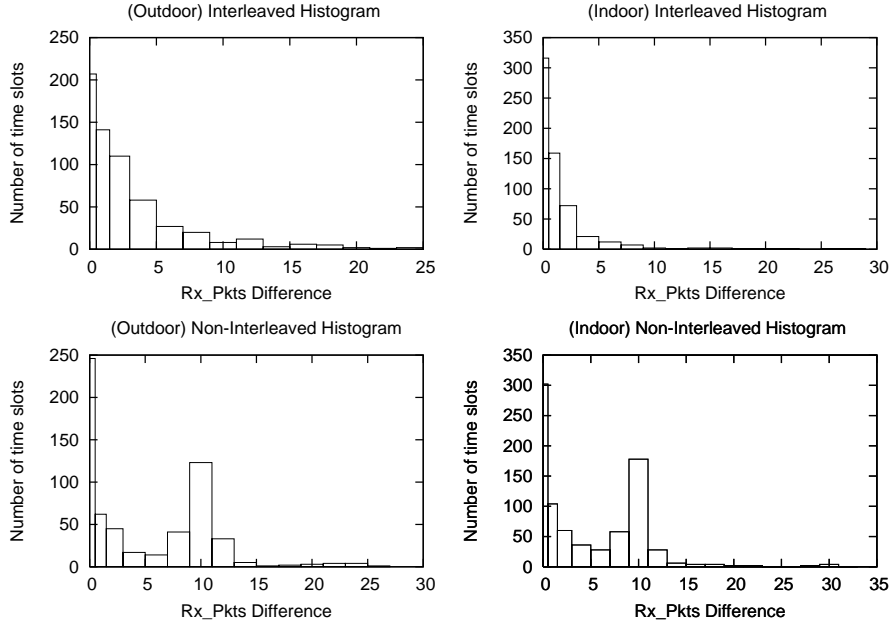 (Outdoor) Interleaved Histogram
250
200
150
100
50
0
0 5 10 15 20 25
Number of time slots
Rx_Pkts Difference
(Indoor) Interleaved Histogram
350
300
250
200
150
100
50
0
0 5 10 15 20 25 30
Number of time slots
Rx_Pkts Difference
(Outdoor) Non-Interleaved Histogram
250
200
150
100
50
0
0 5 10 15 20 25 30
Number of time slots
Rx_Pkts Difference
(Indoor) Non-Interleaved Histogram
350
300
250
200
150
100
50
0
0 5 10 15 20 25 30 35
Number of time slots
Rx_Pkts Difference